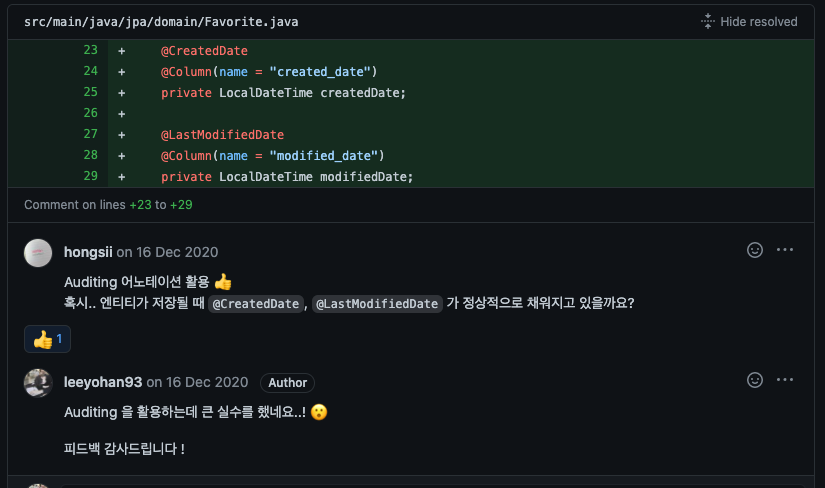 src/main/java/jpa/domain/Favorite.java Hide resolved
23 + @CreatedDate
24 + @Column(name = "created_date")
25 + private LocalDateTime createdDate;
26 +
27 + @LastModifiedDate
28 + @Column(name = "modified_date")
29 + private LocalDateTime modifiedDate;
Comment on lines +23 to +29
hongsii on 16 Dec 2020
Auditing 어노테이션 활용 👍
혹시.. 엔티티가 저장될 때 @CreatedDate, @LastModifiedDate 가 정상적으로 채워지고 있을까요?
👍 1
leeyohan93 on 16 Dec 2020 Author
Auditing 을 활용하는데 큰 실수를 했네요..! 😮
피드백 감사드립니다 !